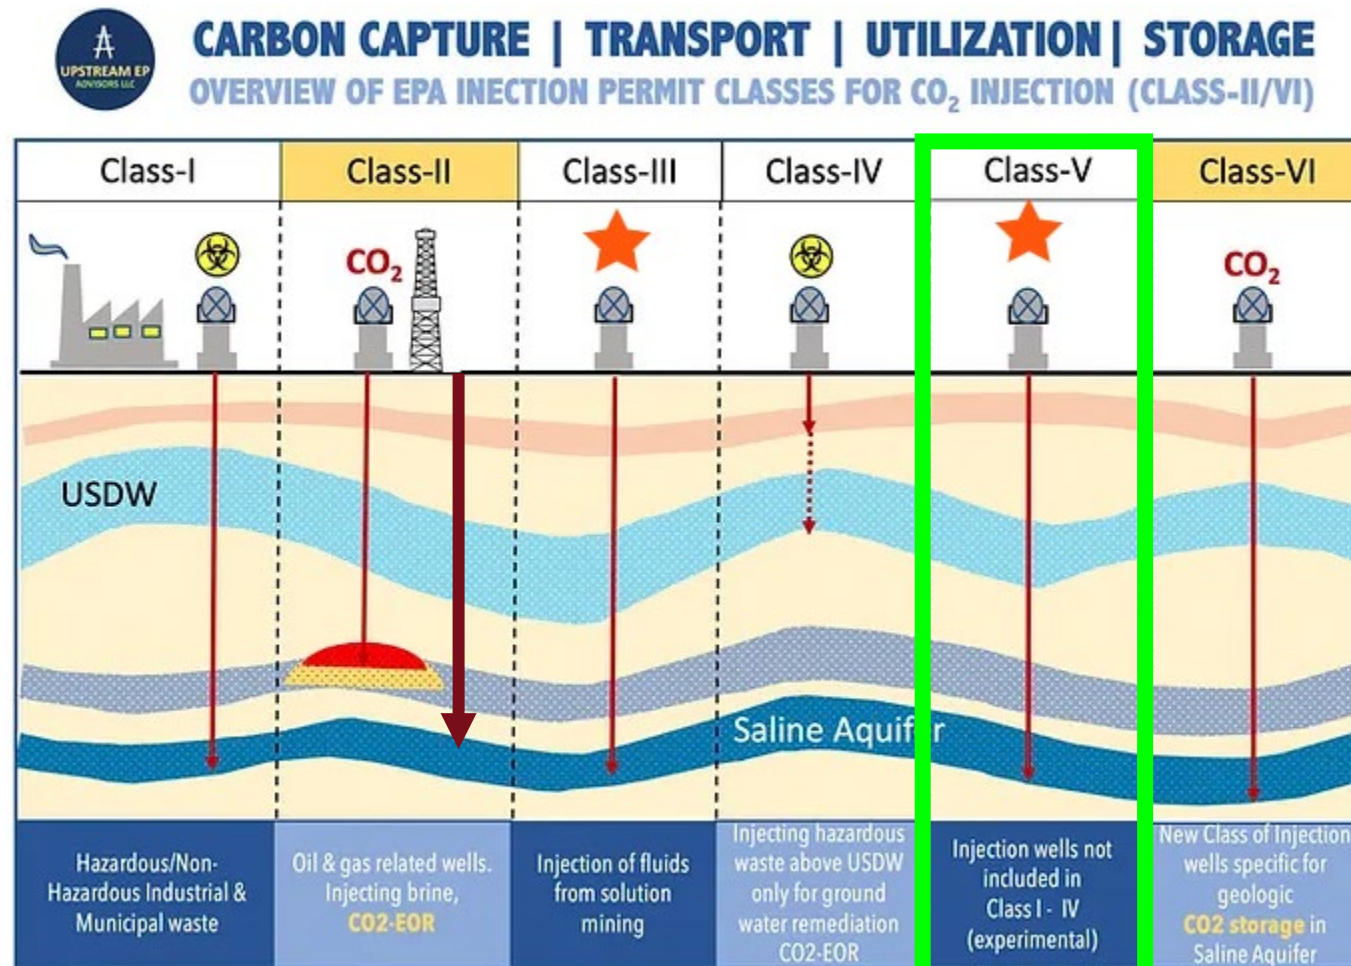 UPSTREAM EP
ADVISORS LLC
CARBON CAPTURE | TRANSPORT | UTILIZATION | STORAGE
OVERVIEW OF EPA INECTION PERMIT CLASSES FOR CO₂ INJECTION (CLASS-II/VI)
Class-I
Class-II
Class-III
Class-IV
Class-V
Class-VI
CO₂
CO₂
USDW
Saline Aquifer
Hazardous/Non-
Hazardous Industrial &
Municipal waste
Oil & gas related wells.
Injecting brine,
CO2-EOR
Injection of fluids
from solution
mining
Injecting hazardous
waste above USDW
only for ground
water remediation
CO2-EOR
Injection wells not
included in
Class I - IV
(experimental)
New Class of Injection
wells specific for
geologic
CO2 storage in
Saline Aquifer